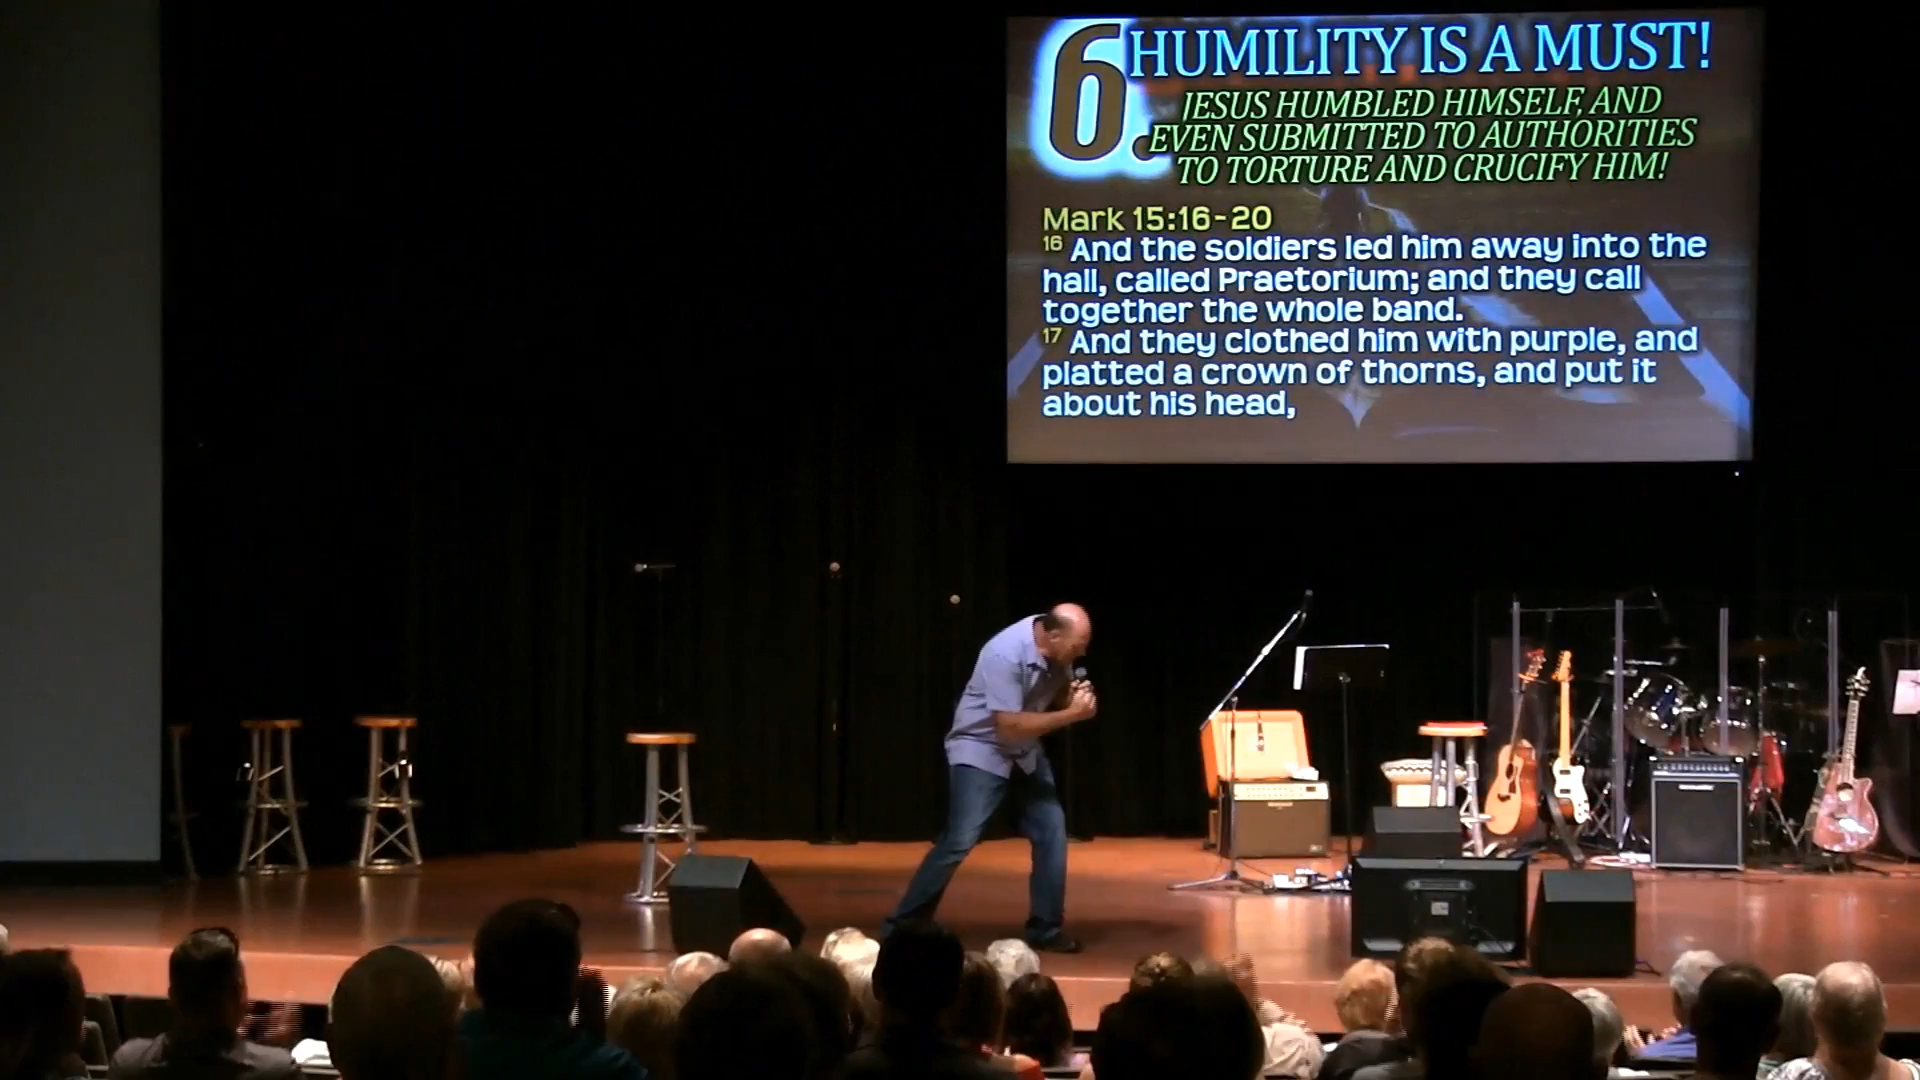 6. HUMILITY IS A MUST!
JESUS HUMBLED HIMSELF, AND
EVEN SUBMITTED TO AUTHORITIES
TO TORTURE AND CRUCIFY HIM!
Mark 15:16-20
16 And the soldiers led him away into the
hall, called Praetorium; and they call
together the whole band.
17 And they clothed him with purple, and
platted a crown of thorns, and put it
about his head,